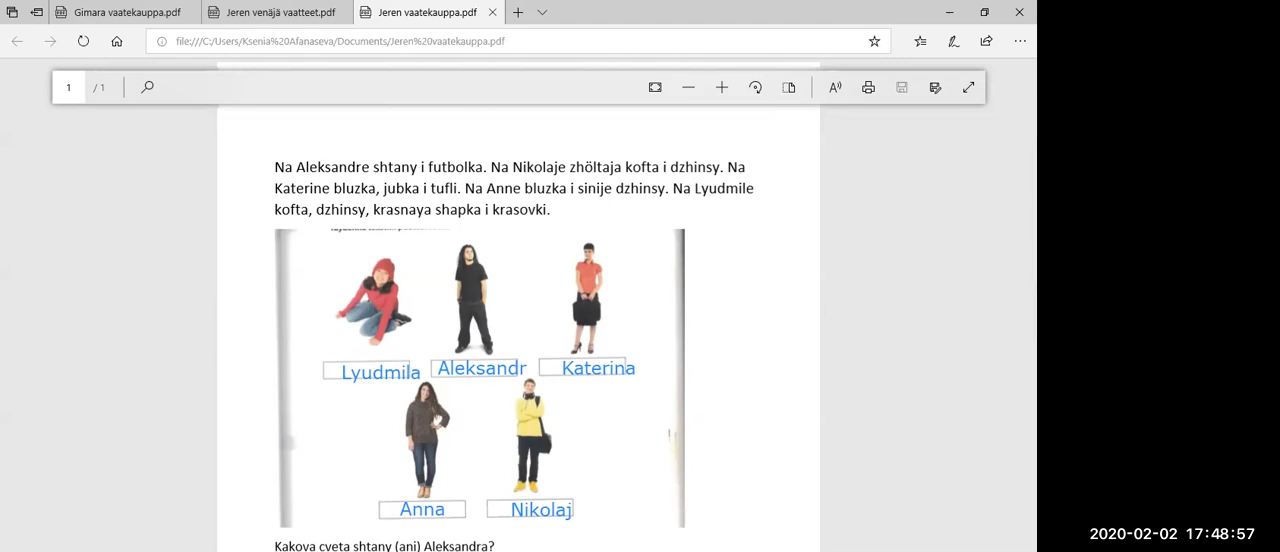 Gimara vaatekauppa.pdf
Jeren venäjä vaatteet.pdf
Jeren vaatekauppa.pdf
file:///C:/Users/Ksenia%20Afanaseva/Documents/Jeren%20vaatekauppa.pdf
1 / 1
Na Aleksandre shtany i futbolka. Na Nikolaje zhöltaja kofta i dzhinsy. Na
Katerine bluzka, jubka i tufli. Na Anne bluzka i sinije dzhinsy. Na Lyudmile
kofta, dzhinsy, krasnaya shapka i krasovki.
Lyudmila
Aleksandr
Katerina
Anna
Nikolaj
Kakova cveta shtany (ani) Aleksandra?
2020-02-02 17:48:57